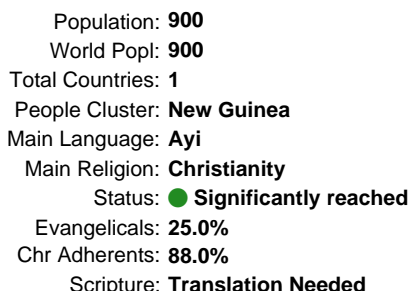 Population: 900
World Popl: 900
Total Countries: 1
People Cluster: New Guinea
Main Language: Ayi
Main Religion: Christianity
Status: Significantly reached
Evangelicals: 25.0%
Chr Adherents: 88.0%
Scripture: Translation Needed